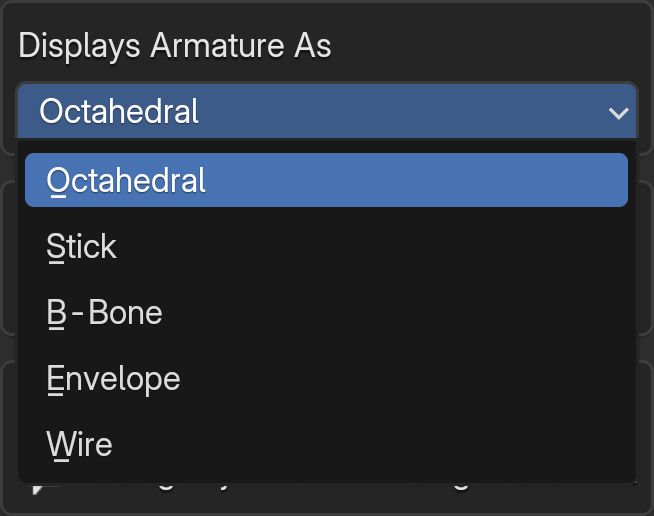 Displays Armature As
Octahedral
Octahedral
Stick
B-Bone
Envelope
Wire